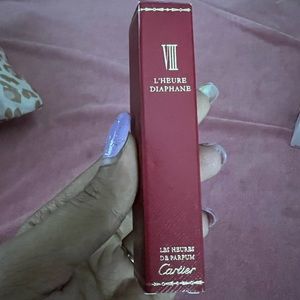 VIII
L'HEURE
DIAPHANE
LES HEURES
DE PARFUM
Cartier